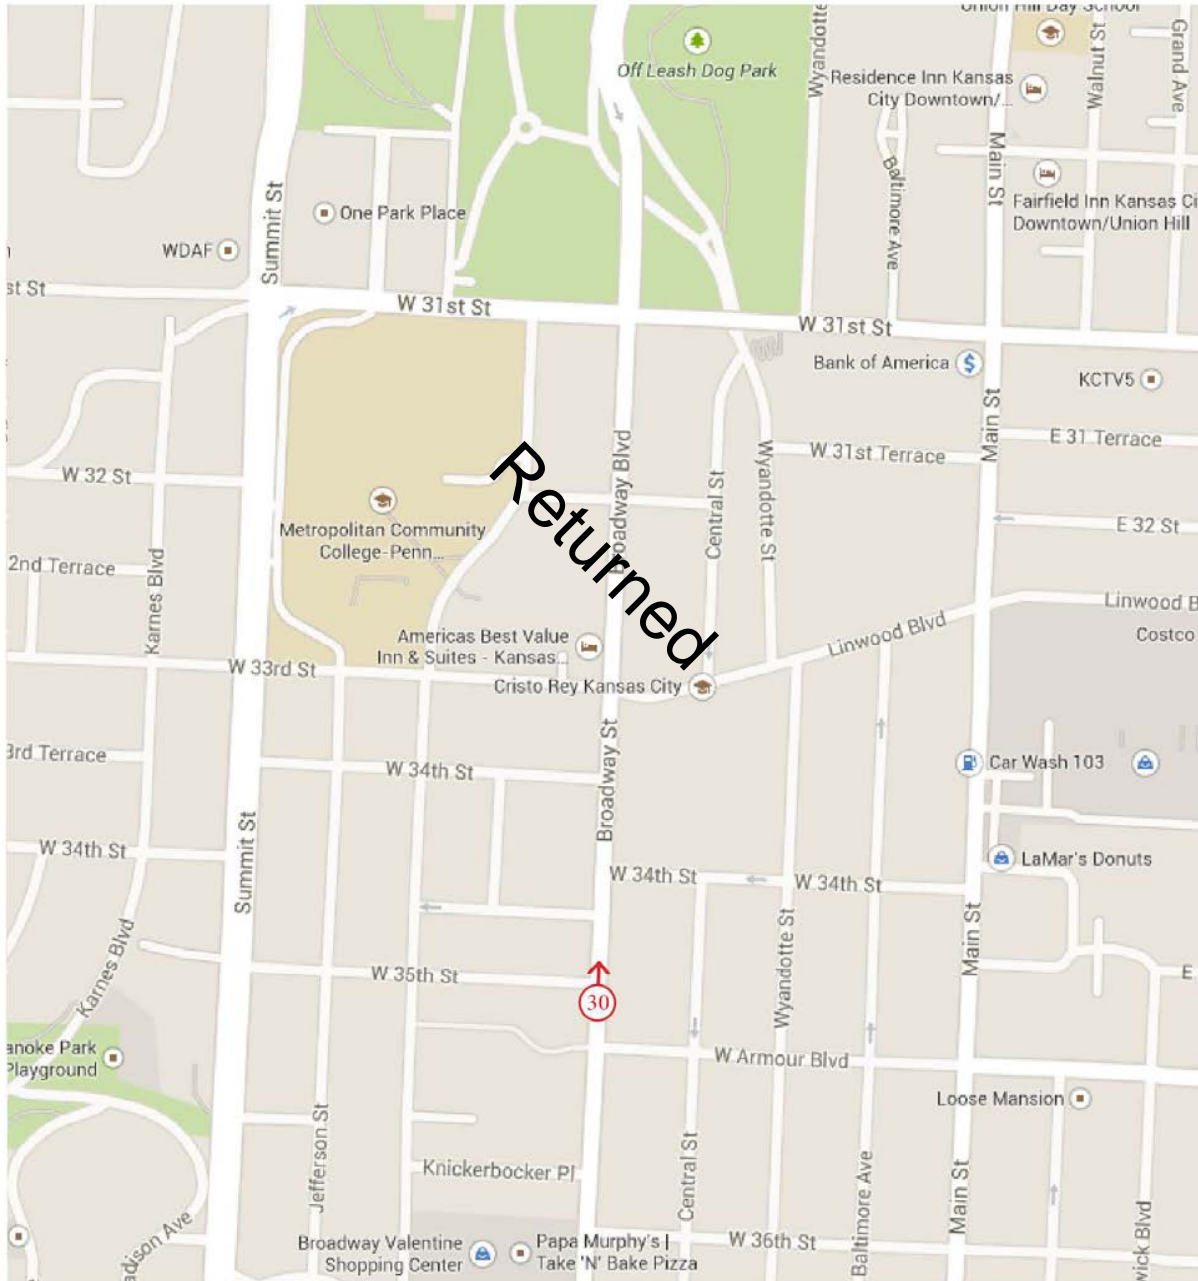 Union Hill Day School
Off Leash Dog Park
Wyandotte
Residence Inn Kansas
City Downtown/...
Walnut St
Grand Ave
Main St
Baltimore Ave
Fairfield Inn Kansas Ci
Downtown/Union Hill
Summit St
One Park Place
WDAF
st St
W 31st St
W 31st St
Bank of America
KCTV5
Main St
E 31 Terrace
W 31st Terrace
W 32 St
Broadway Blvd
Central St
Wyandotte St
Returned
Metropolitan Community
College-Penn...
E 32 St
2nd Terrace
Karnes Blvd
Linwood B
Linwood Blvd
Costco
Americas Best Value
Inn & Suites - Kansas...
W 33rd St
Cristo Rey Kansas City
3rd Terrace
W 34th St
Broadway St
Car Wash 103
Summit St
W 34th St
LaMar's Donuts
W 34th St
W 34th St
Karnes Blvd
Wyandotte St
Main St
W 35th St
E
30
anoke Park
Playground
W Armour Blvd
Loose Mansion
Jefferson St
Knickerbocker Pl
Central St
Baltimore Ave
Main St
wick Blvd
adison Ave
Broadway Valentine
Shopping Center
Papa Murphy's |
Take 'N' Bake Pizza
W 36th St